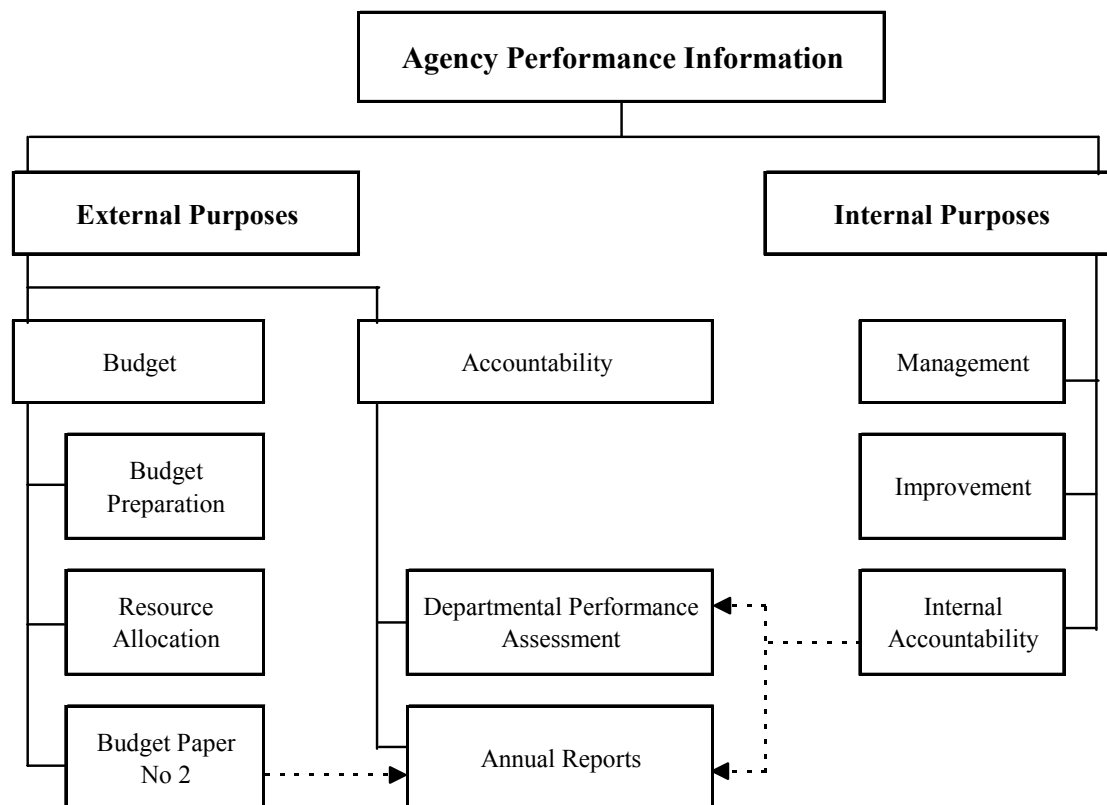 Agency Performance Information
External Purposes
Internal Purposes
Budget
Accountability
Management
Budget
Preparation
Improvement
Resource
Allocation
Departmental Performance
Assessment
Internal
Accountability
Budget Paper
No 2
Annual Reports